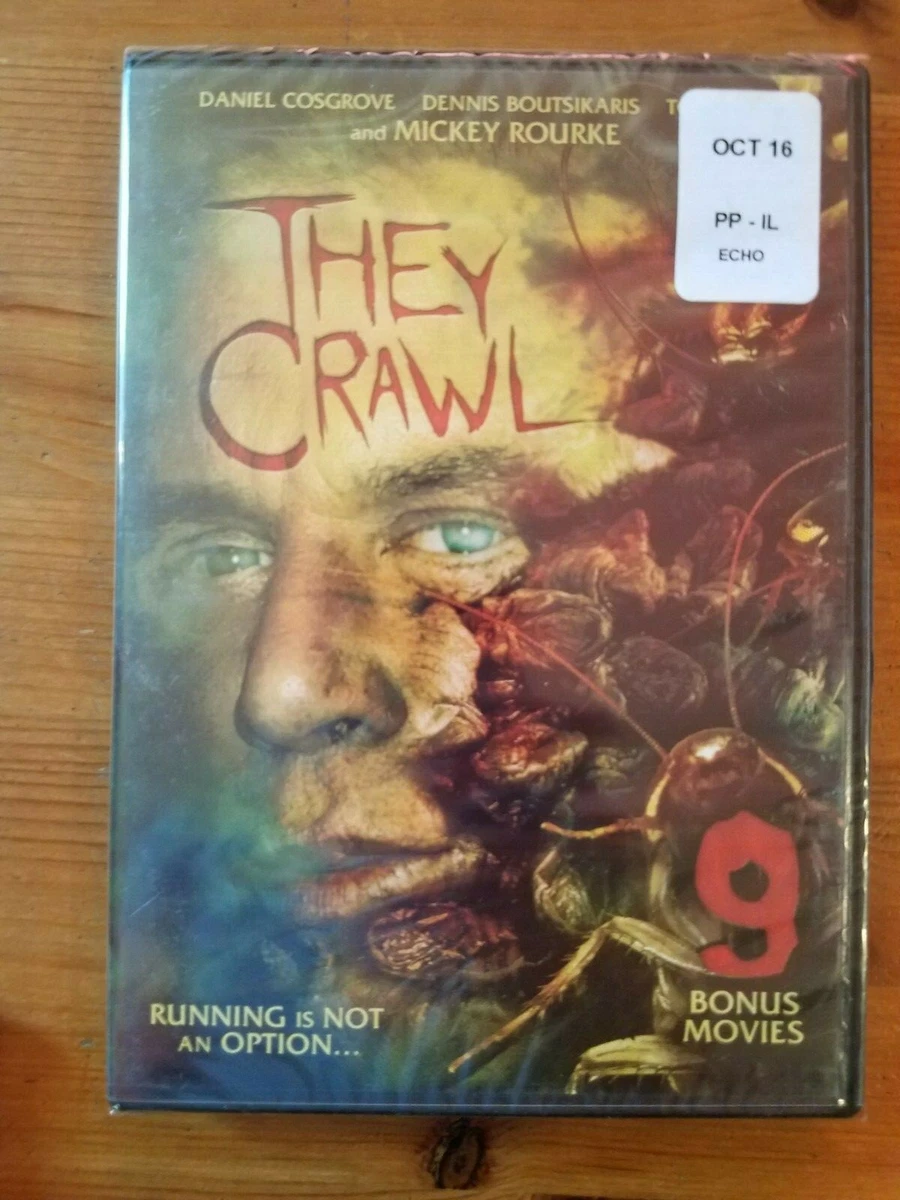 DANIEL COSGROVE DENNIS BOUTSIKARIS
and MICKEY ROURKE
OCT 16
PP - IL
ECHO
THEY
CRAWL
9
BONUS
MOVIES
RUNNING IS NOT
AN OPTION...